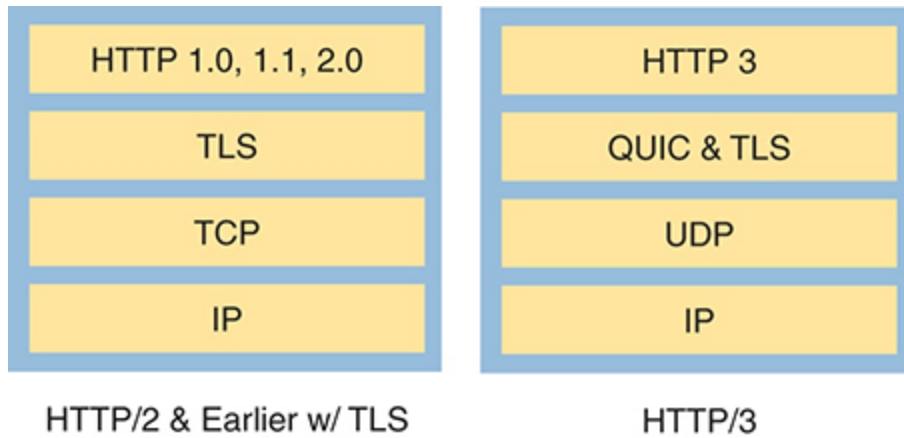 HTTP 1.0, 1.1, 2.0
TLS
TCP
IP
HTTP/2 & Earlier w/ TLS
HTTP 3
QUIC & TLS
UDP
IP
HTTP/3